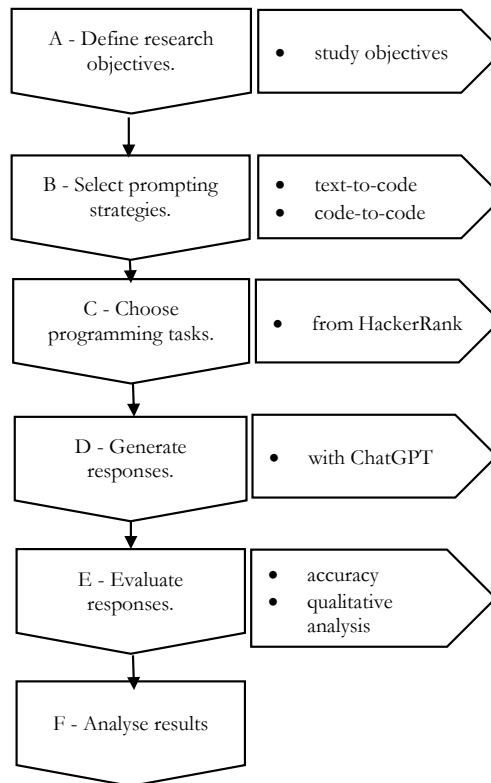 A - Define research
objectives.
• study objectives
B - Select prompting
strategies.
• text-to-code
• code-to-code
C - Choose
programming tasks.
• from HackerRank
D - Generate
responses.
• with ChatGPT
E - Evaluate
responses.
• accuracy
• qualitative
analysis
F - Analyse results